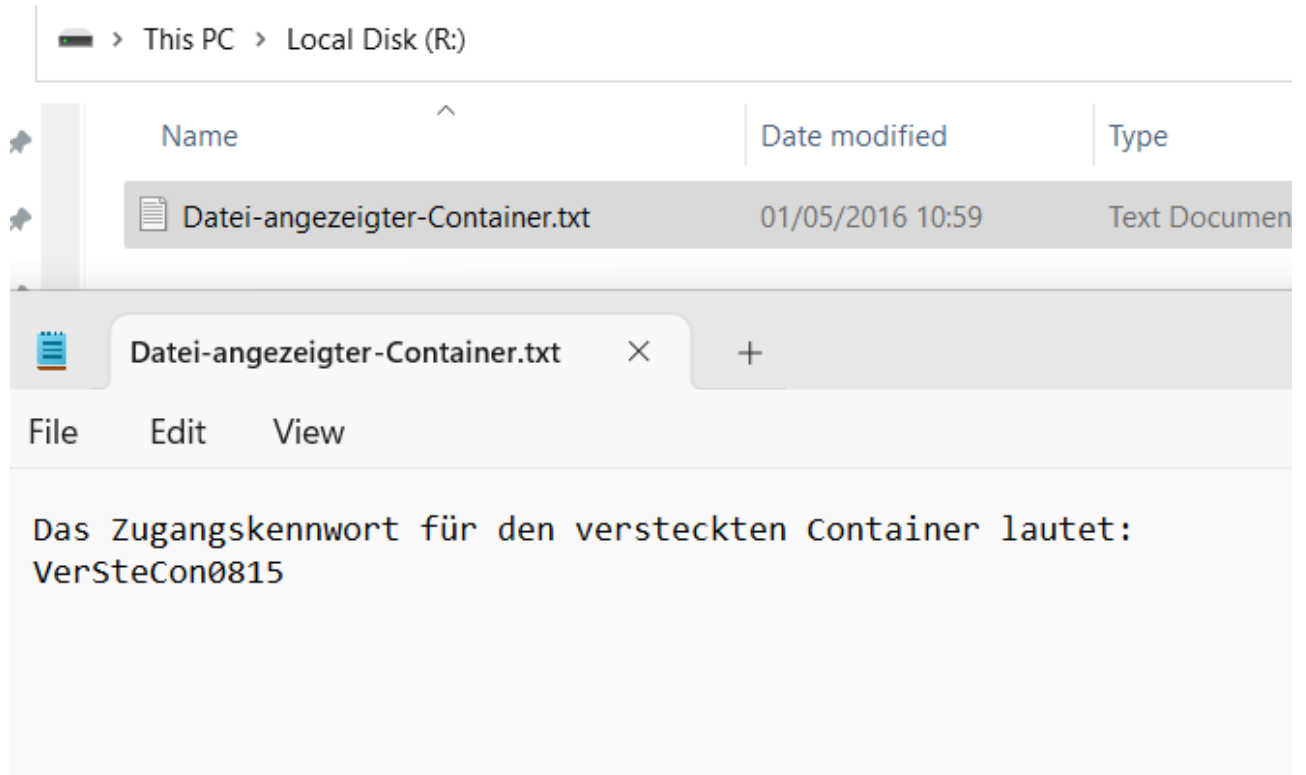 This PC > Local Disk (R:)
Name Date modified Type
Datei-angezeigter-Container.txt 01/05/2016 10:59 Text Documen
Datei-angezeigter-Container.txt
File Edit View
Das Zugangskennwort für den versteckten Container lautet:
VerSteCon0815